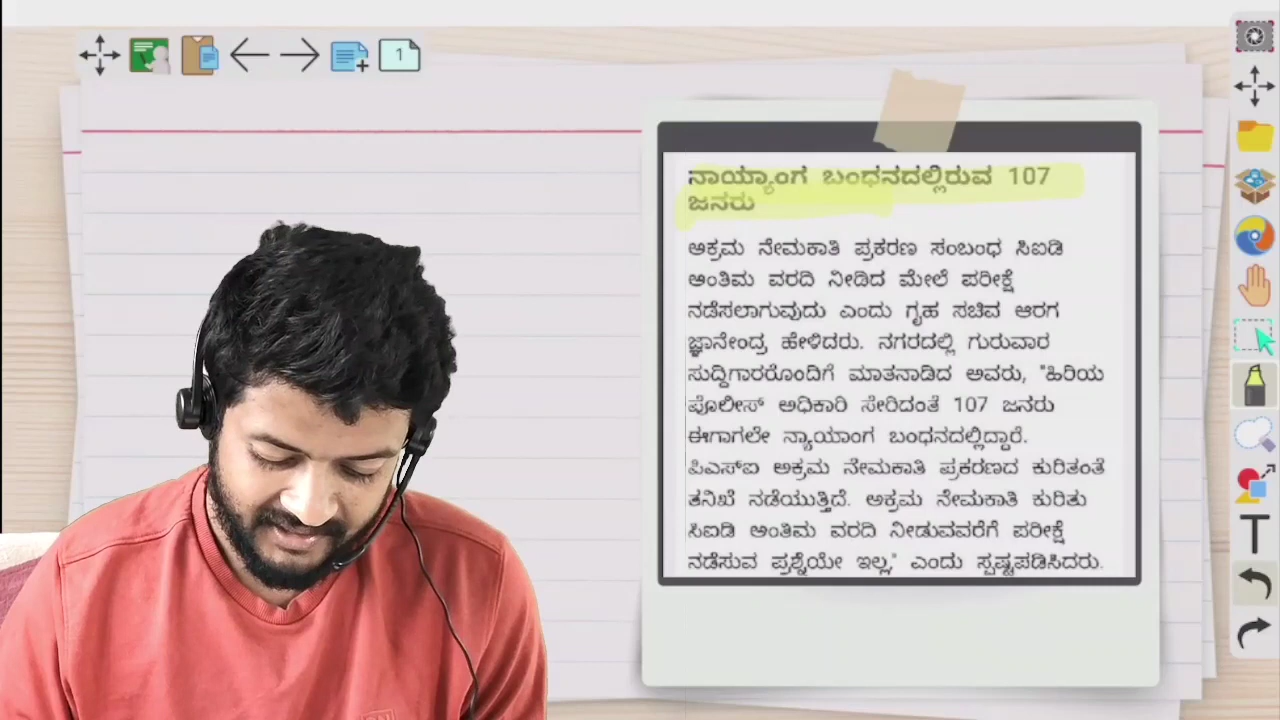 1
ನಾಯ್ಯಾಂಗ ಬಂಧನದಲ್ಲಿರುವ 107
ಜನರು
ಅಕ್ರಮ ನೇಮಕಾತಿ ಪ್ರಕರಣ ಸಂಬಂಧ ಸಿಐಡಿ
ಅಂತಿಮ ವರದಿ ನೀಡಿದ ಮೇಲೆ ಪರೀಕ್ಷೆ
ನಡೆಸಲಾಗುವುದು ಎಂದು ಗೃಹ ಸಚಿವ ಆರಗ
ಜ್ಞಾನೇಂದ್ರ ಹೇಳಿದರು. ನಗರದಲ್ಲಿ ಗುರುವಾರ
ಸುದ್ದಿಗಾರರೊಂದಿಗೆ ಮಾತನಾಡಿದ ಅವರು, "ಹಿರಿಯ
ಪೊಲೀಸ್ ಅಧಿಕಾರಿ ಸೇರಿದಂತೆ 107 ಜನರು
ಈಗಾಗಲೇ ನ್ಯಾಯಾಂಗ ಬಂಧನದಲ್ಲಿದ್ದಾರೆ.
ಪಿಎಸ್ಐ ಅಕ್ರಮ ನೇಮಕಾತಿ ಪ್ರಕರಣದ ಕುರಿತಂತೆ
ತನಿಖೆ ನಡೆಯುತ್ತಿದೆ. ಅಕ್ರಮ ನೇಮಕಾತಿ ಕುರಿತು
ಸಿಐಡಿ ಅಂತಿಮ ವರದಿ ನೀಡುವವರೆಗೆ ಪರೀಕ್ಷೆ
ನಡೆಸುವ ಪ್ರಶ್ನೆಯೇ ಇಲ್ಲ," ಎಂದು ಸ್ಪಷ್ಟಪಡಿಸಿದರು.